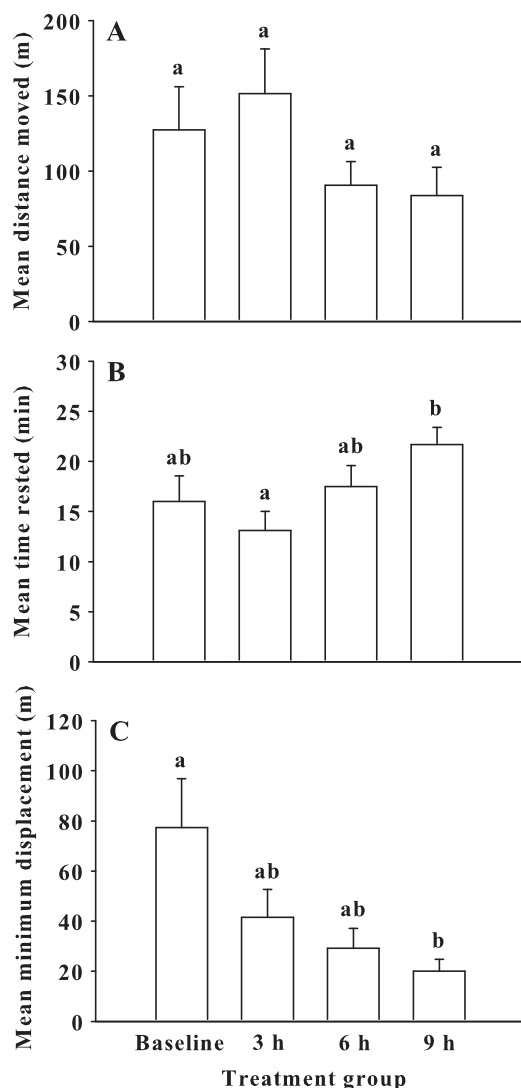 A
Mean distance moved (m)
200
150
100
50
0
a
a
a
a
B
Mean time rested (min)
30
25
20
15
10
5
0
ab
a
ab
b
C
Mean minimum displacement (m)
120
100
80
60
40
20
0
a
ab
ab
b
Baseline 3 h 6 h 9 h
Treatment group